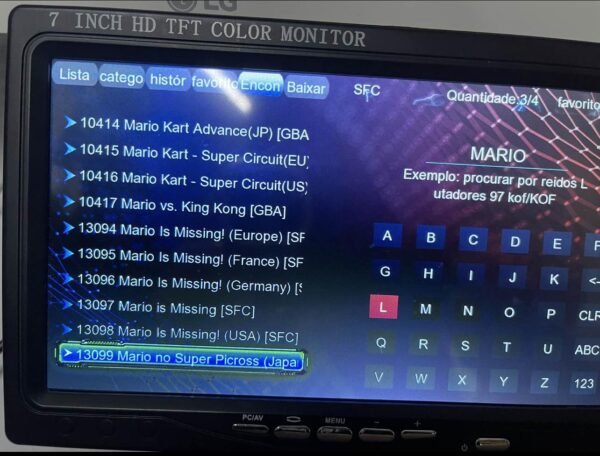 LG
7 INCH HD TFT COLOR MONITOR
Lista catego histór favorito Encon Baixar SFC Quantidade:3/4 favorito
10414 Mario Kart Advance(JP) [GBA
10415 Mario Kart - Super Circuit(EU)
10416 Mario Kart - Super Circuit(US)
10417 Mario vs. King Kong [GBA]
13094 Mario Is Missing! (Europe) [SF
13095 Mario Is Missing! (France) [SF
13096 Mario Is Missing! (Germany) [S
13097 Mario is Missing [SFC]
13098 Mario Is Missing! (USA) [SFC]
13099 Mario no Super Picross (Japa
MARIO
Exemplo: procurar por reidos L
utadores 97 kof/KOF
A B C D E F
G H I J K <-
L M N O P CLR
Q R S T U ABC
V W X Y Z 123
PC/AV MENU - +